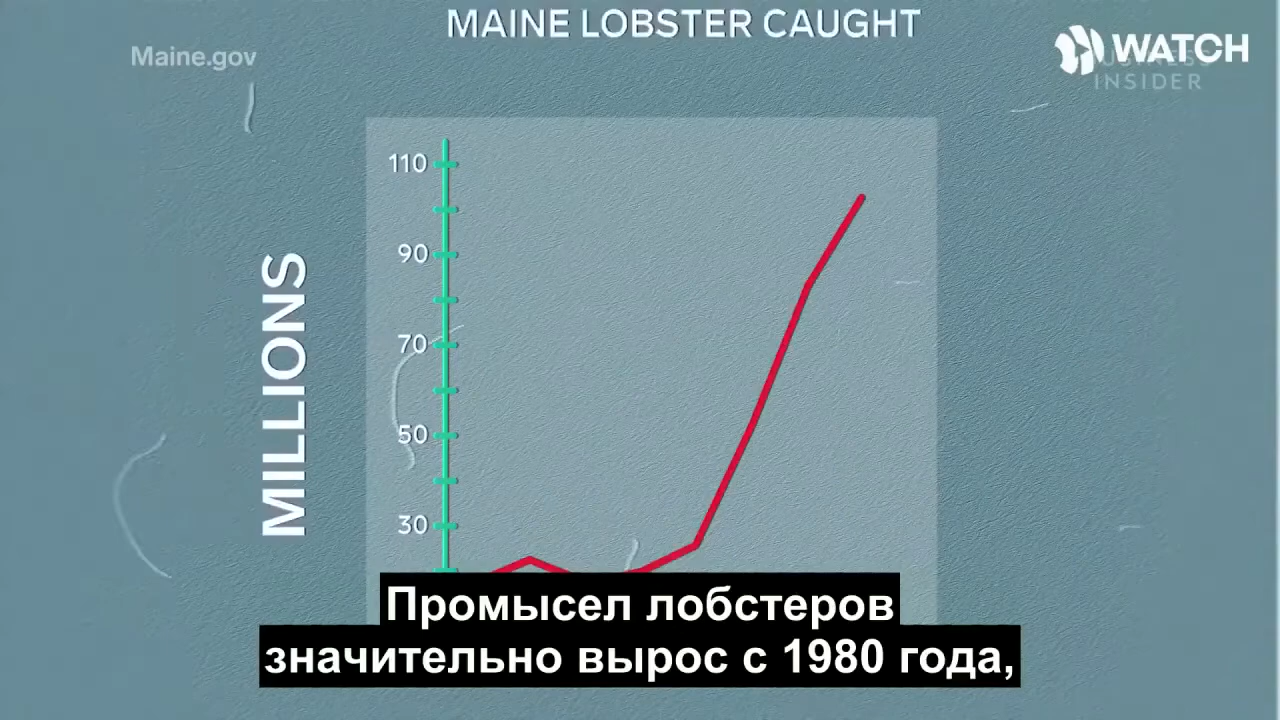 MAINE LOBSTER CAUGHT
Maine.gov
WATCH
INSIDER
110
90
70
50
30
MILLIONS
Промысел лобстеров
значительно вырос с 1980 года,